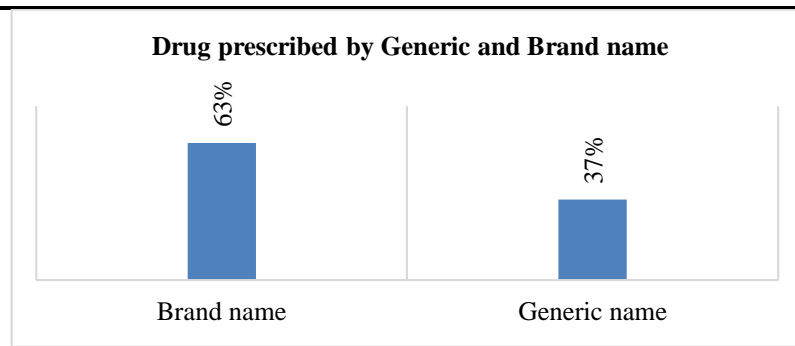 Drug prescribed by Generic and Brand name
63%
37%
Brand name
Generic name